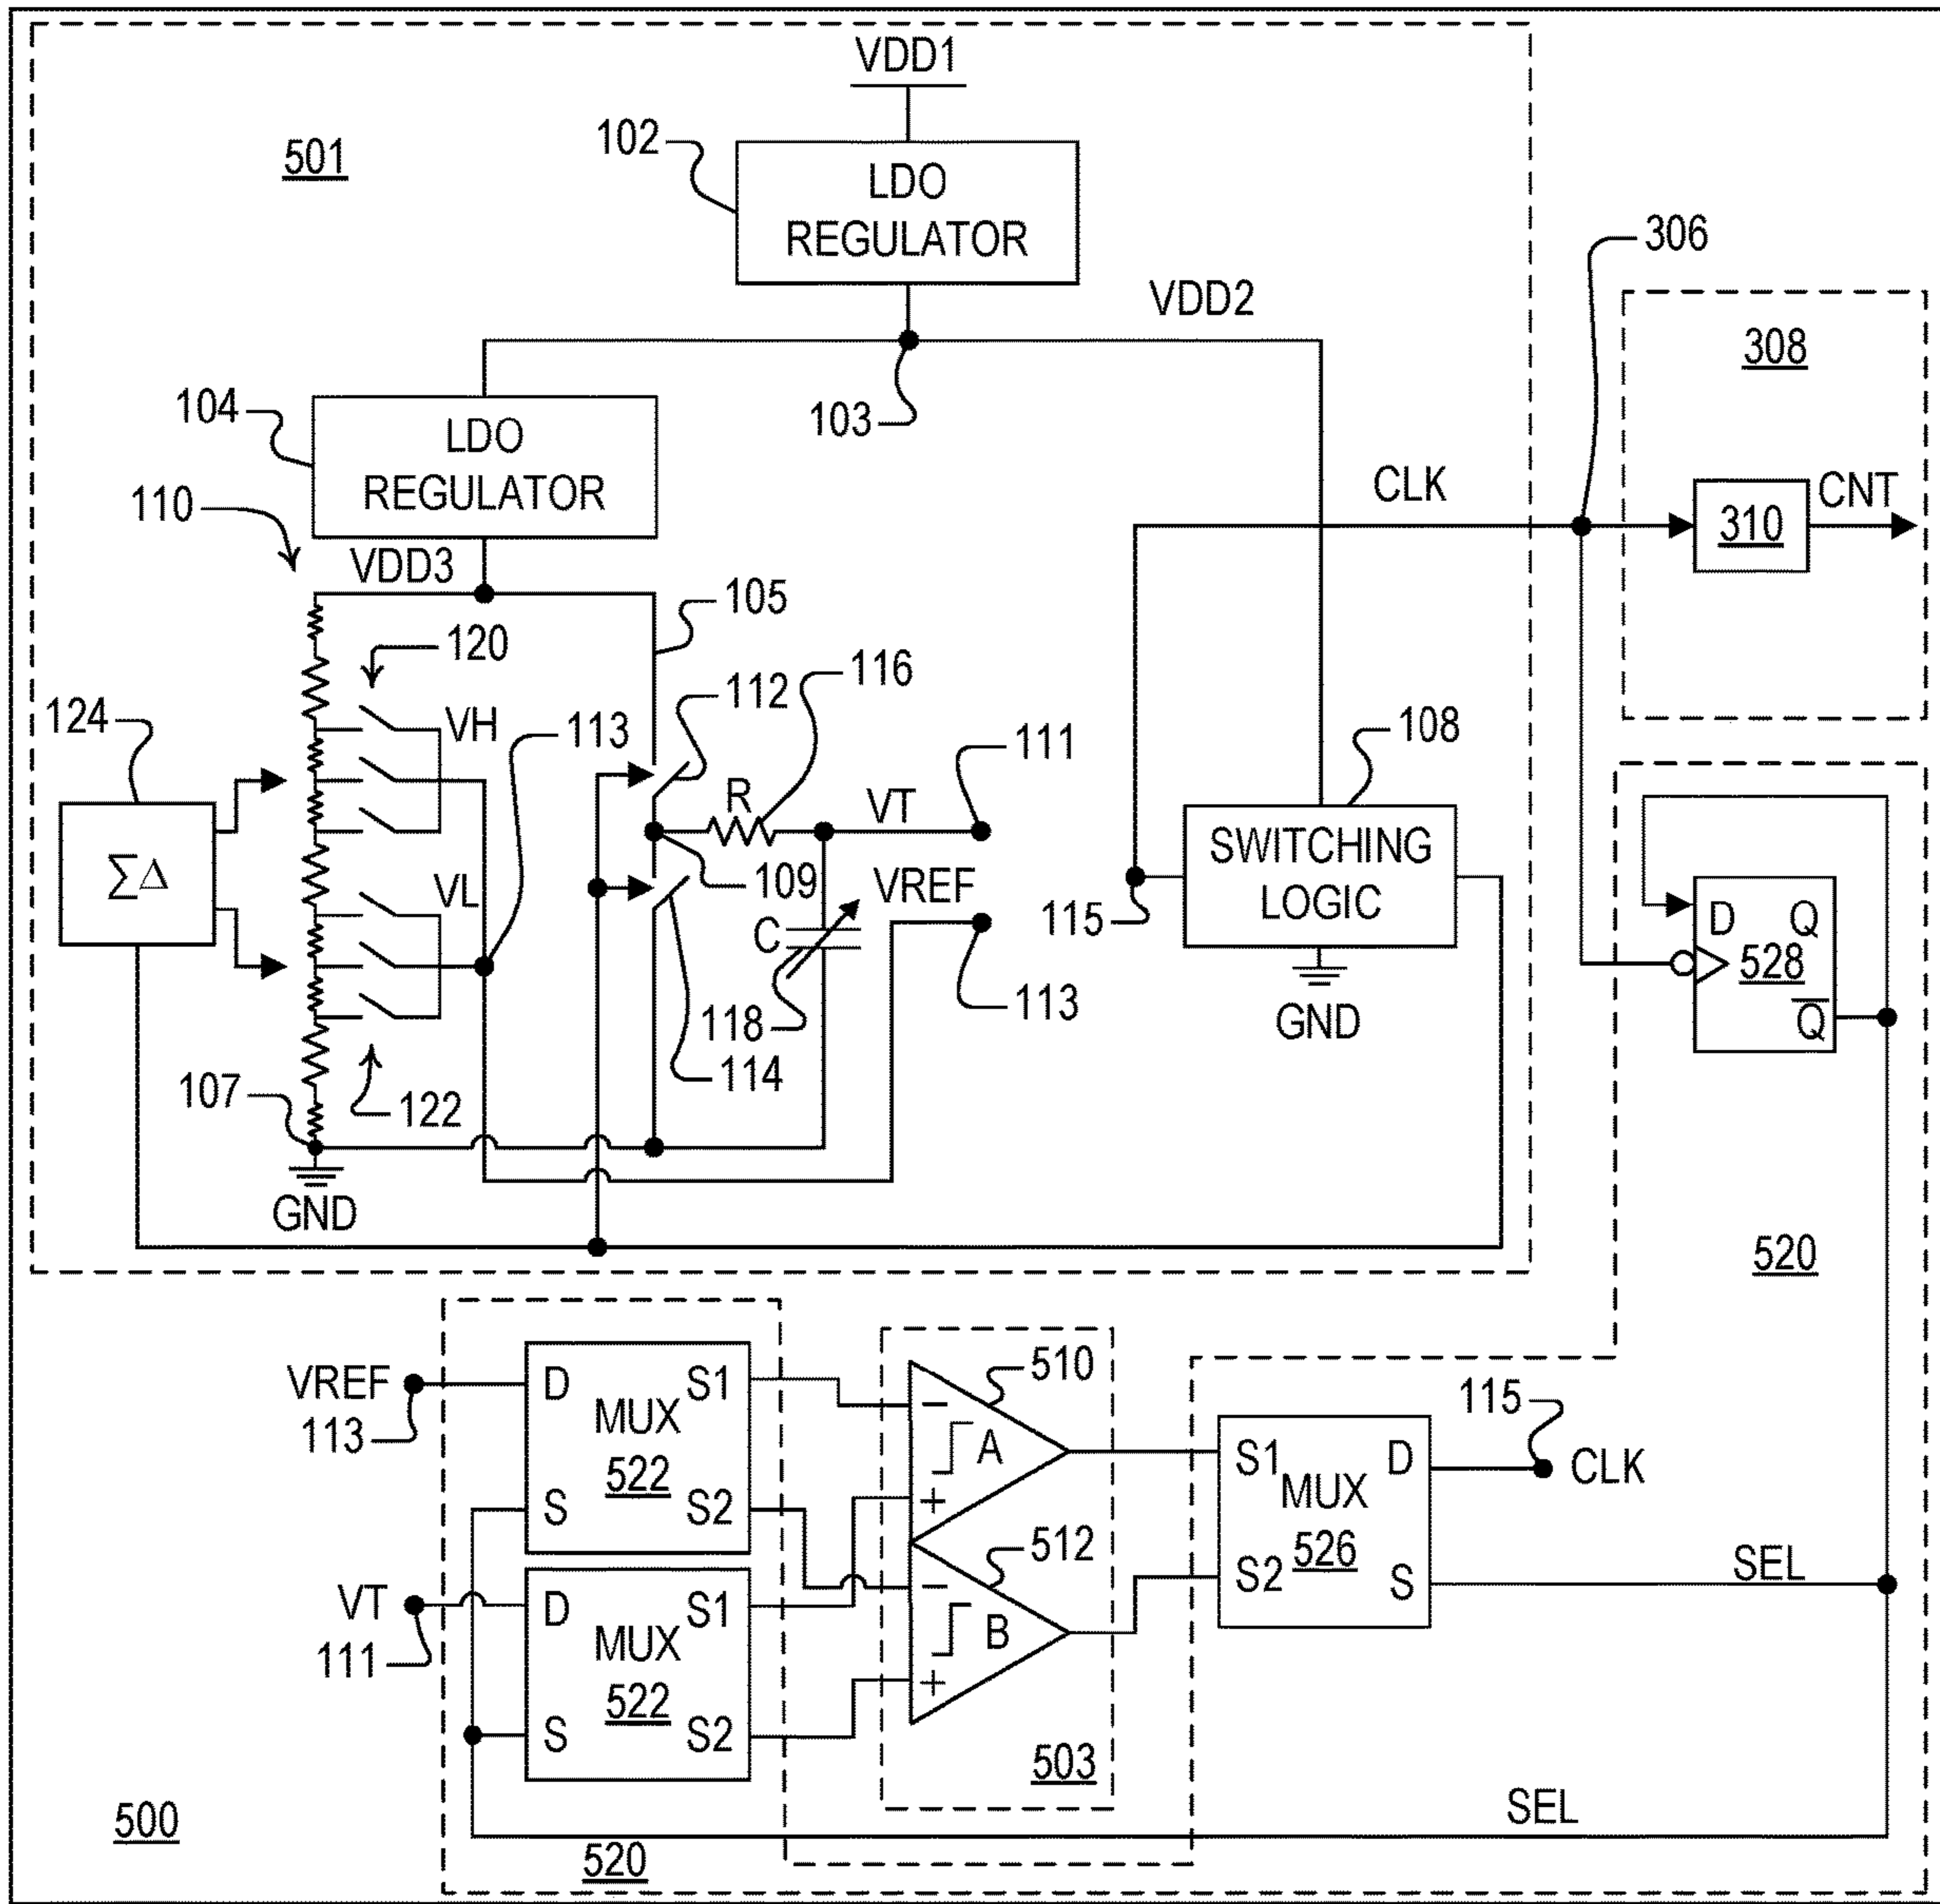 VDD1
102
LDO
REGULATOR
501
306
VDD2
308
104
LDO
REGULATOR
103
CLK
CNT
310
110
VDD3
105
120
116
112
124
VH
113
111
108
R
VT
ΣΔ
SWITCHING
LOGIC
109
VREF
VL
115
D Q
528
Q̅
C
118
113
GND
114
107
122
GND
520
VREF
113
D S1
MUX
522
S S2
510
A
−
+
115
S1 D
MUX
526
S2 S
CLK
512
VT
111
D S1
MUX
522
S S2
−
B
+
SEL
503
SEL
500
520